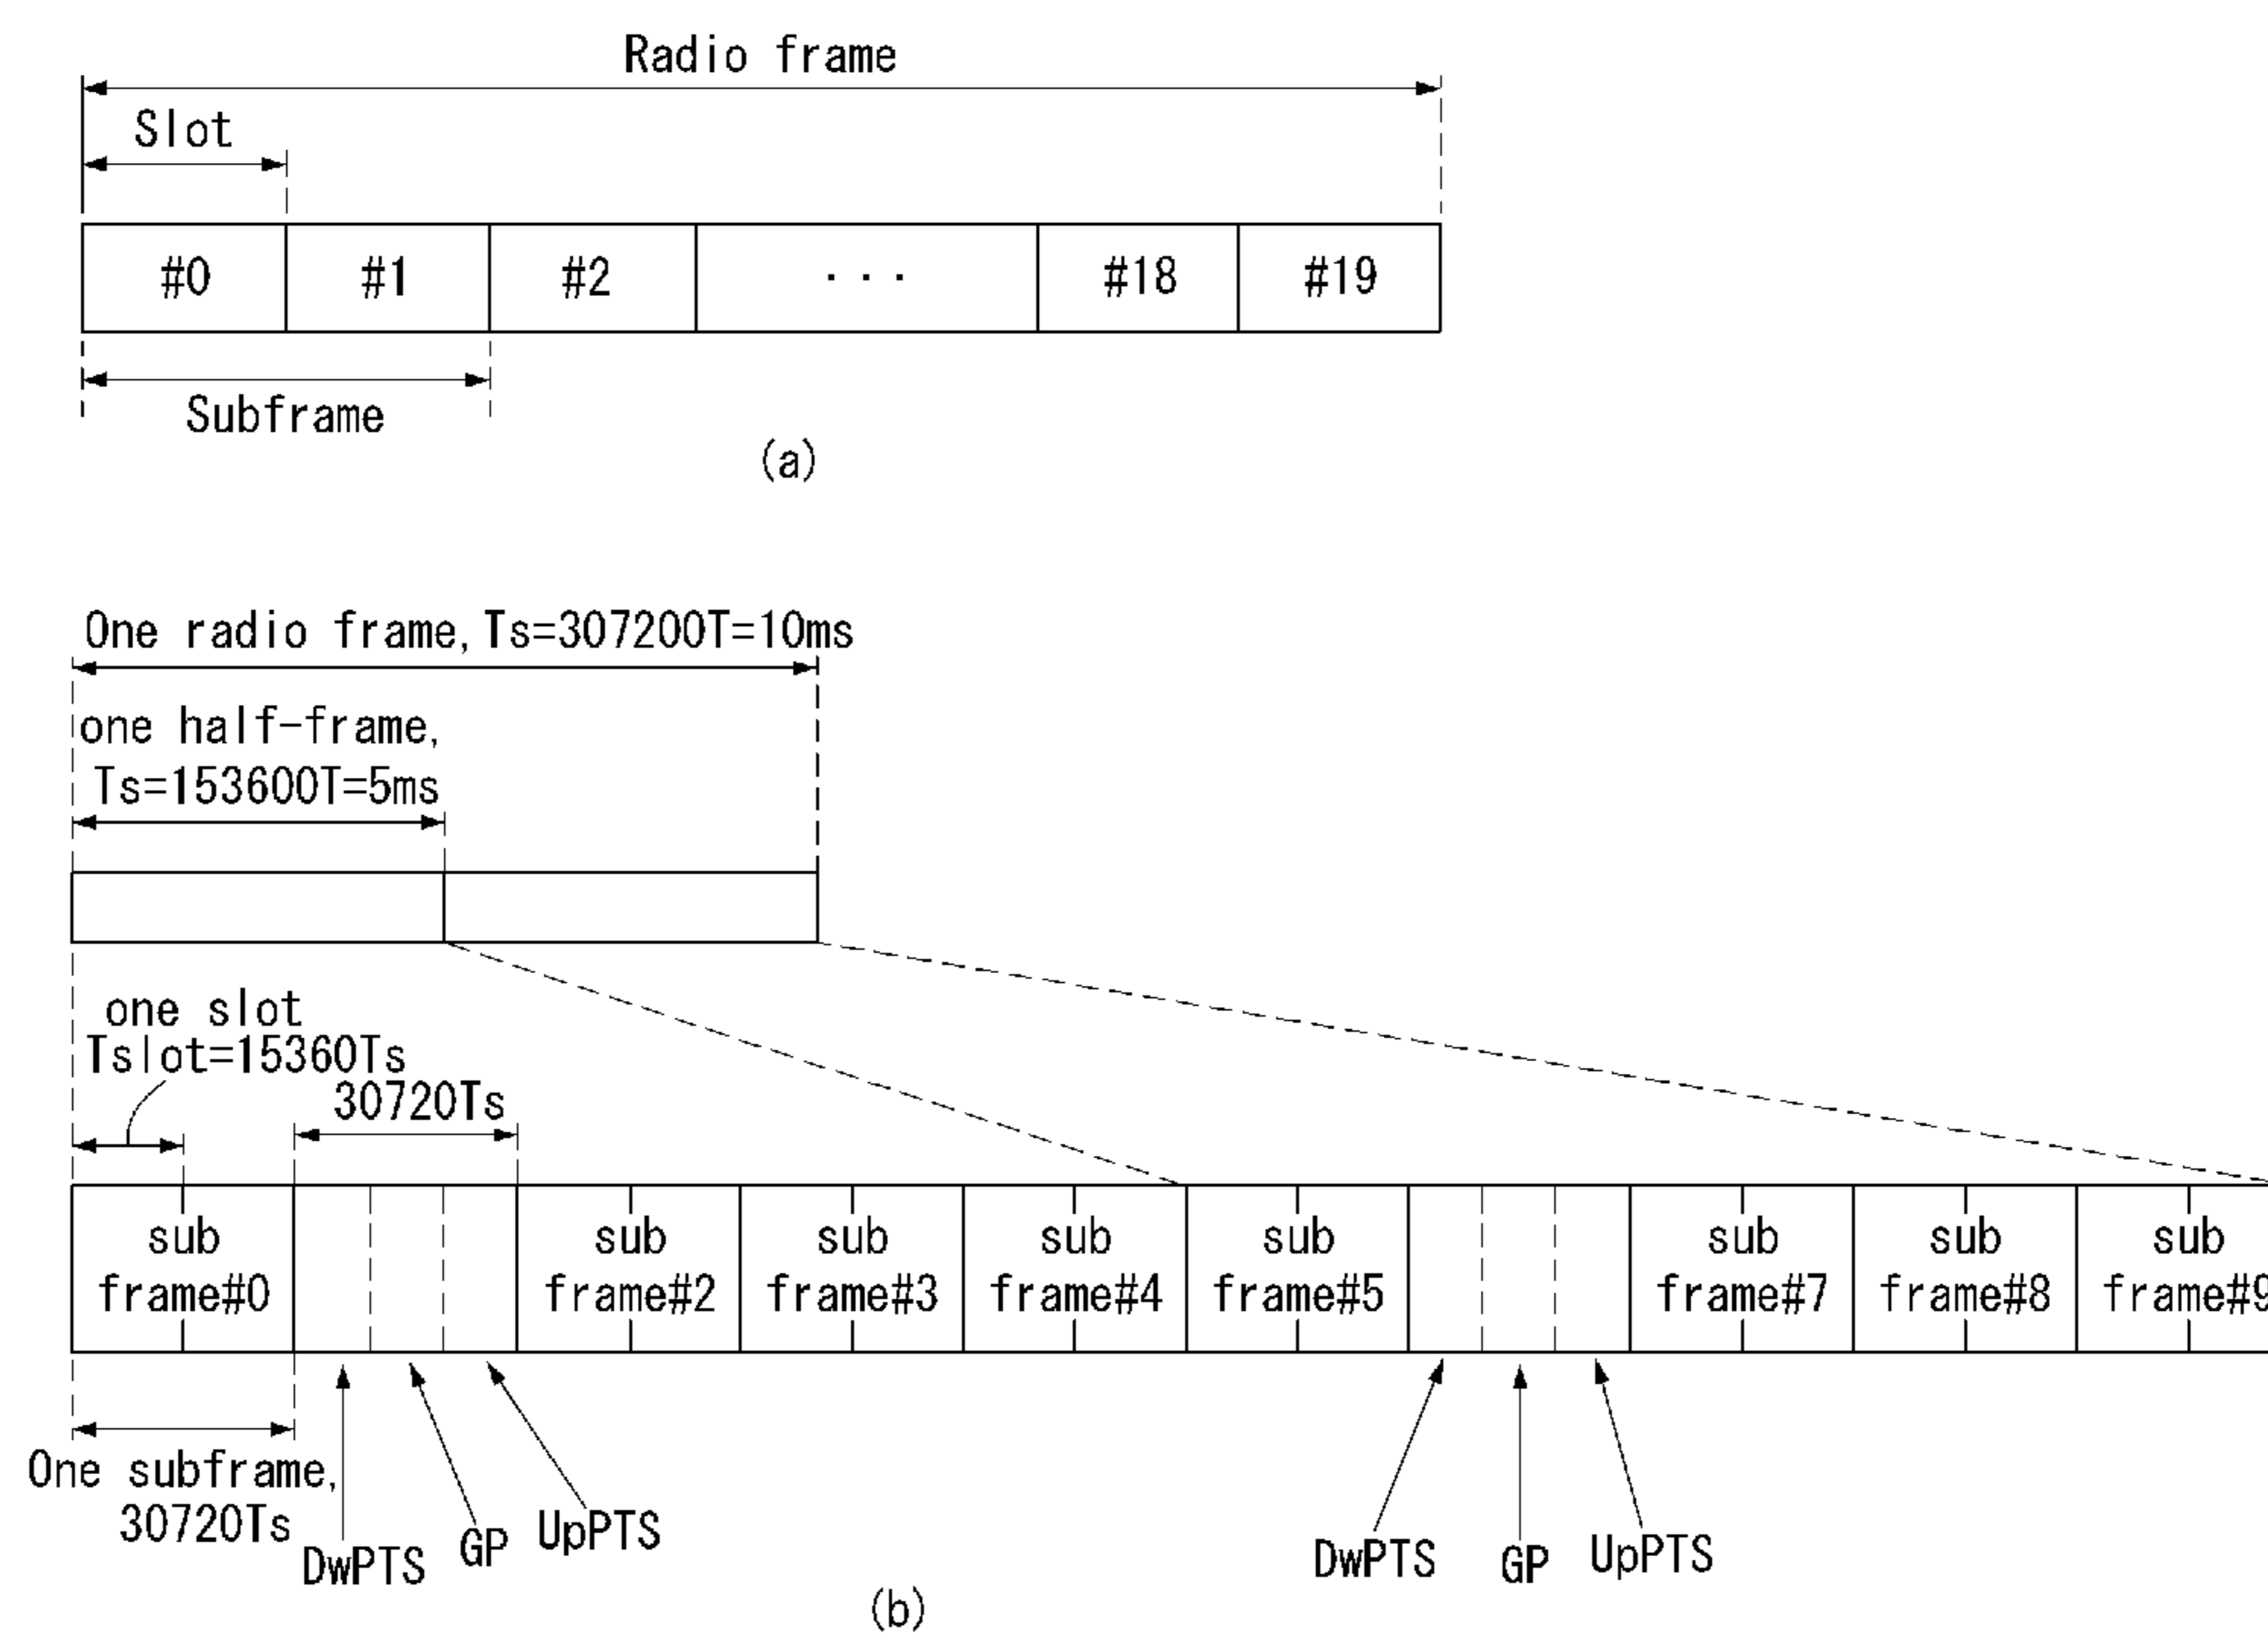 Radio frame
Slot
#0 #1 #2 ... #18 #19
Subframe
(a)
One radio frame, Ts=307200T=10ms
one half-frame,
Ts=153600T=5ms
one slot
Tslot=15360Ts
30720Ts
sub
frame#0
sub
frame#2
sub
frame#3
sub
frame#4
sub
frame#5
sub
frame#7
sub
frame#8
sub
frame#9
One subframe,
30720Ts
DwPTS
GP
UpPTS
DwPTS
GP
UpPTS
(b)